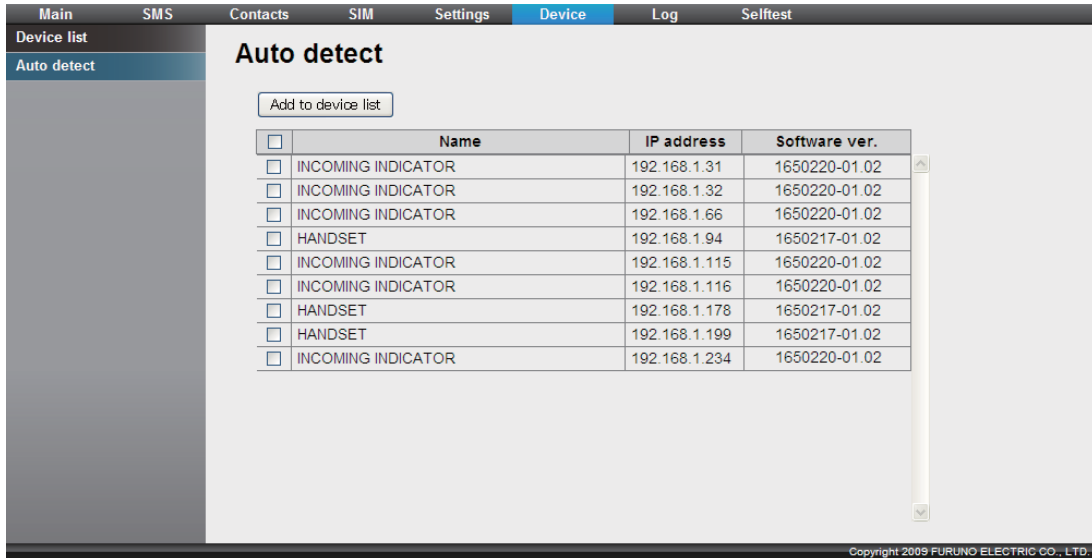 Main SMS Contacts SIM Settings Device Log Selftest
Device list
Auto detect
Auto detect
Add to device list
Name IP address Software ver.
INCOMING INDICATOR 192.168.1.31 1650220-01.02
INCOMING INDICATOR 192.168.1.32 1650220-01.02
INCOMING INDICATOR 192.168.1.66 1650220-01.02
HANDSET 192.168.1.94 1650217-01.02
INCOMING INDICATOR 192.168.1.115 1650220-01.02
INCOMING INDICATOR 192.168.1.116 1650220-01.02
HANDSET 192.168.1.178 1650217-01.02
HANDSET 192.168.1.199 1650217-01.02
INCOMING INDICATOR 192.168.1.234 1650220-01.02
Copyright 2009 FURUNO ELECTRIC CO., LTD